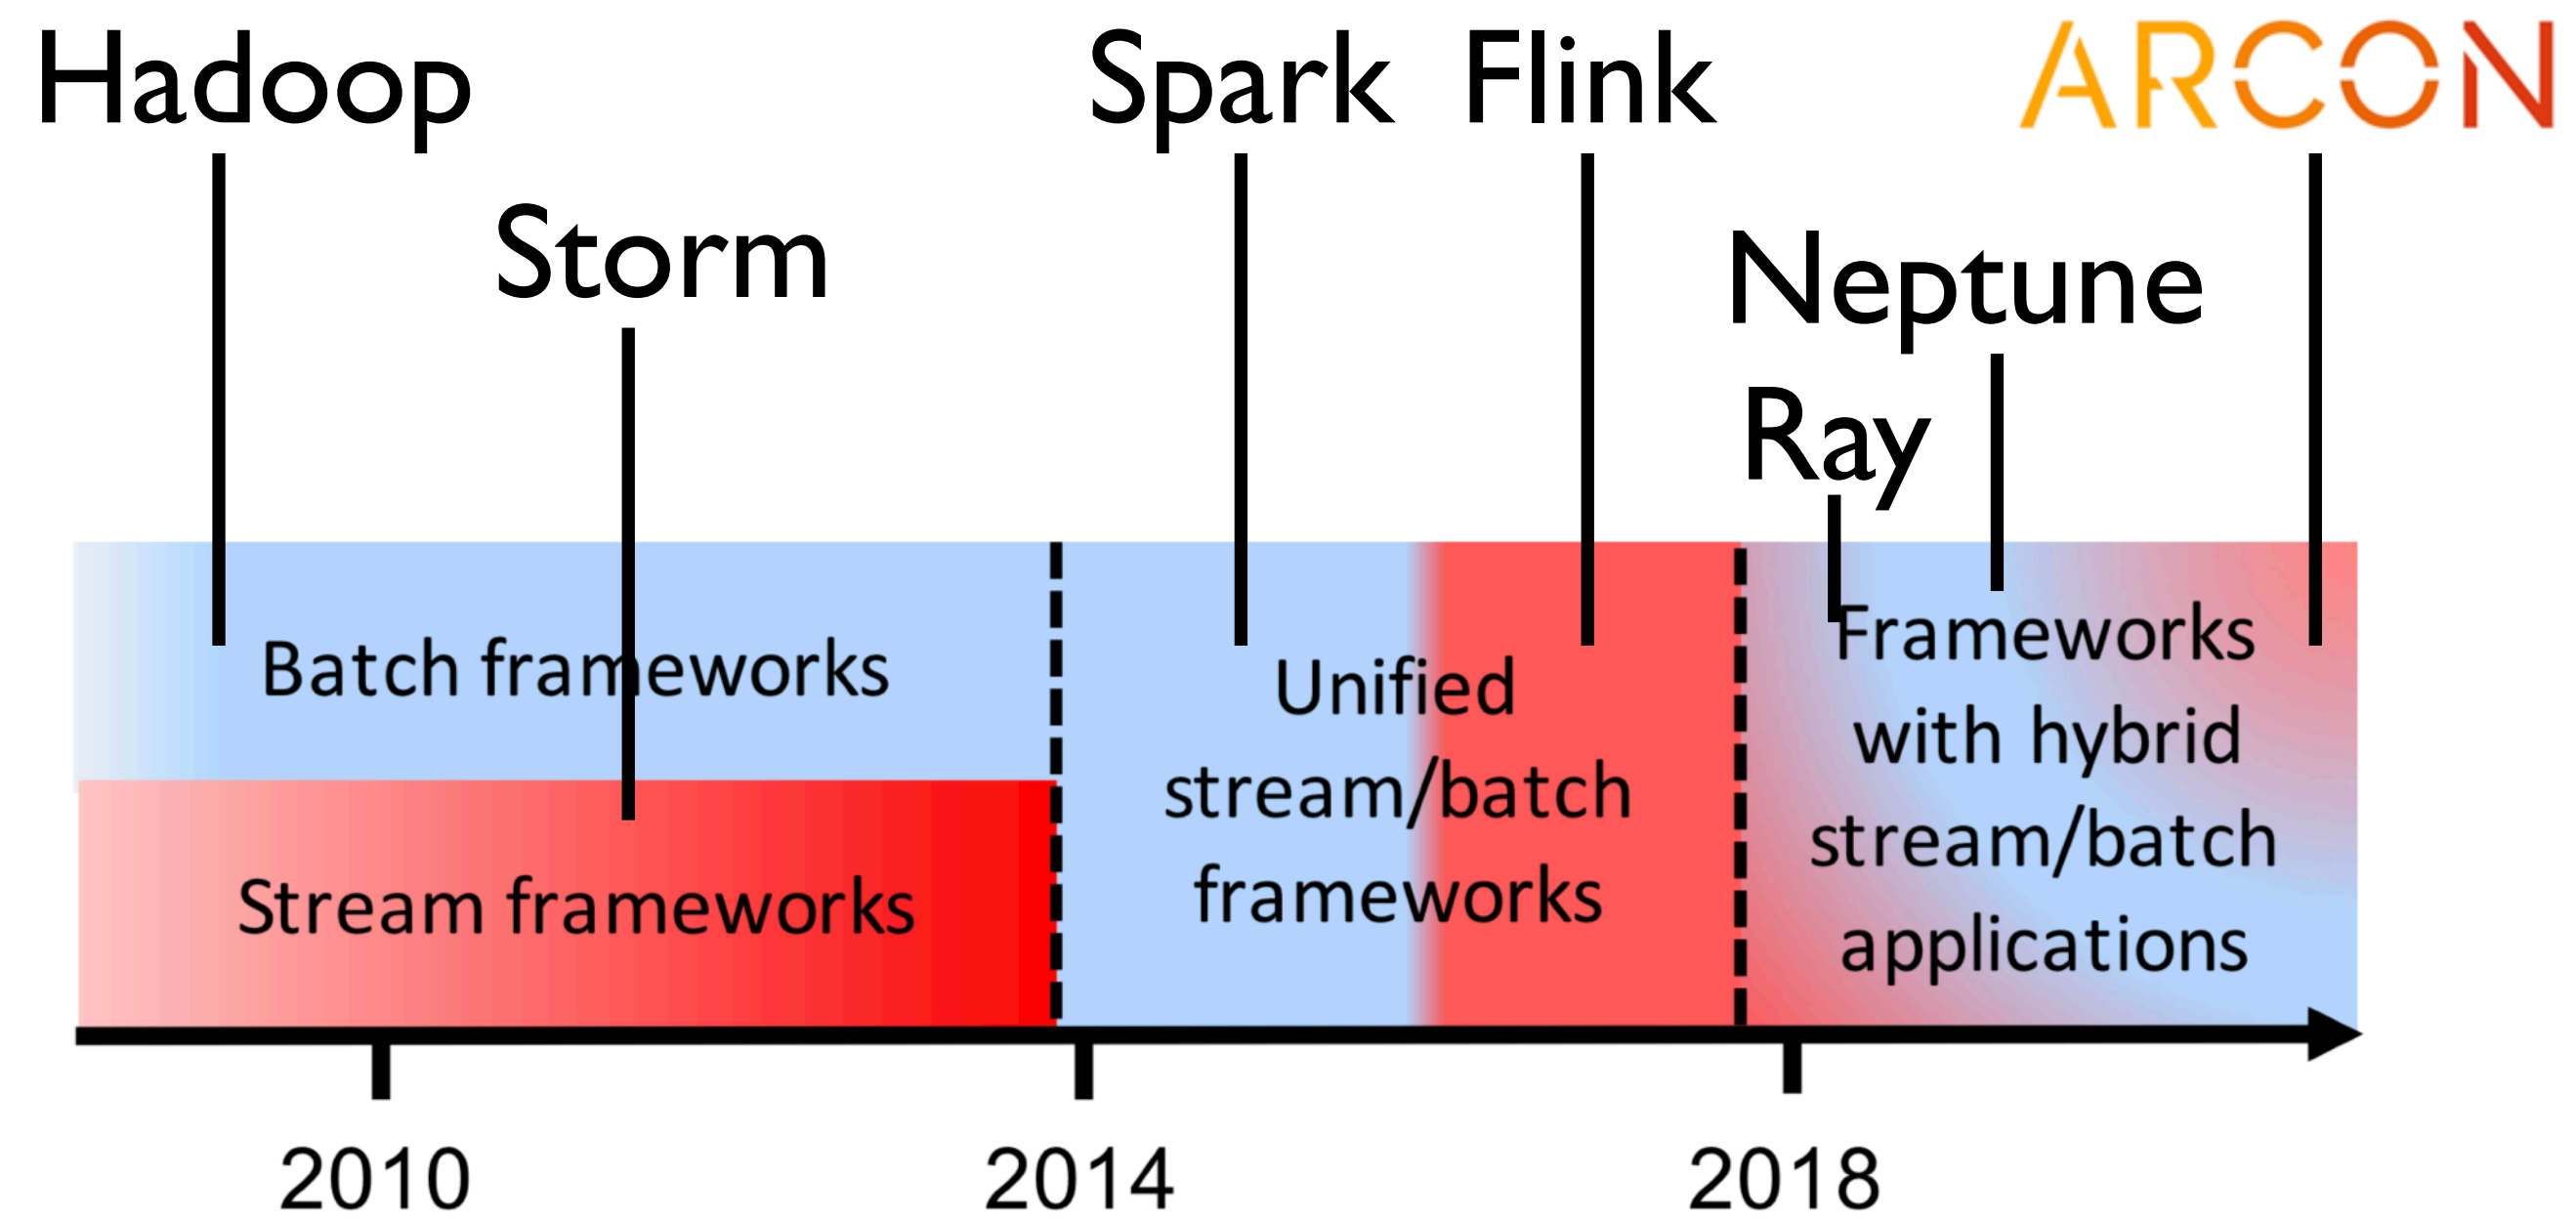 Hadoop
Spark
Flink
ARCON
Storm
Neptune
Ray
Batch frameworks
Stream frameworks
Unified
stream/batch
frameworks
Frameworks
with hybrid
stream/batch
applications
2010
2014
2018